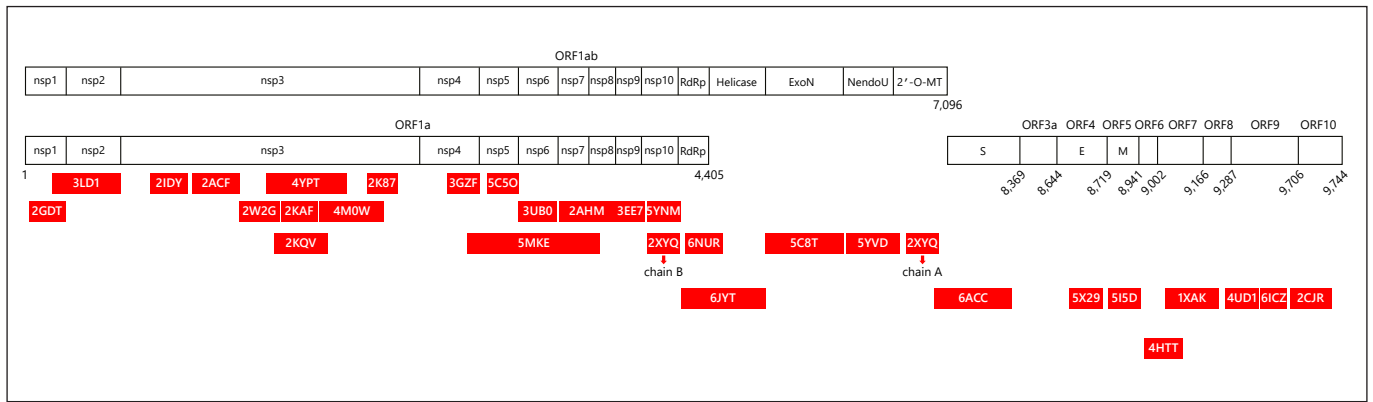 ORF1ab
nsp1 nsp2 nsp3 nsp4 nsp5 nsp6 nsp7 nsp8 nsp9 nsp10 RdRp Helicase ExoN NendoU 2′-O-MT
7,096
ORF1a ORF3a ORF4 ORF5 ORF6 ORF7 ORF8 ORF9 ORF10
nsp1 nsp2 nsp3 nsp4 nsp5 nsp6 nsp7 nsp8 nsp9 nsp10 RdRp S E M
1 4,405 8,369 8,644 8,719 8,941 9,002 9,166 9,287 9,706 9,744
3LD1 2IDY 2ACF 4YPT 2K87 3GZF 5C5O
2GDT 2W2G 2KAF 4M0W 3UB0 2AHM 3EE7 5YNM
2KQV 5MKE 2XYQ 6NUR 5C8T 5YVD 2XYQ
chain B chain A
6JYT 6ACC 5X29 5I5D 1XAK 4UD1 6ICZ 2CJR
4HTT